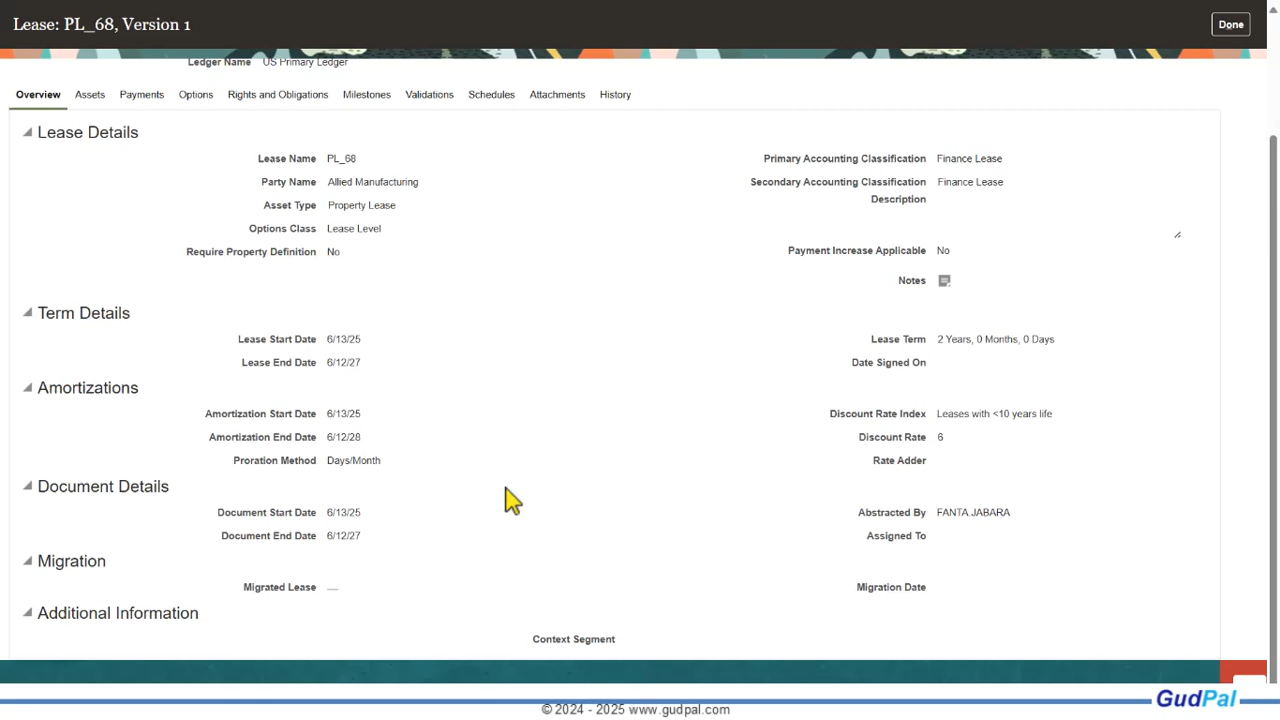 Lease: PL_68, Version 1
Done
Ledger Name US Primary Ledger
Overview Assets Payments Options Rights and Obligations Milestones Validations Schedules Attachments History
Lease Details
Lease Name PL_68 Primary Accounting Classification Finance Lease
Party Name Allied Manufacturing Secondary Accounting Classification Finance Lease
Asset Type Property Lease Description
Options Class Lease Level
Require Property Definition No Payment Increase Applicable No
Notes
Term Details
Lease Start Date 6/13/25 Lease Term 2 Years, 0 Months, 0 Days
Lease End Date 6/12/27 Date Signed On
Amortizations
Amortization Start Date 6/13/25 Discount Rate Index Leases with <10 years life
Amortization End Date 6/12/28 Discount Rate 6
Proration Method Days/Month Rate Adder
Document Details
Document Start Date 6/13/25 Abstracted By FANTA.JABARA
Document End Date 6/12/27 Assigned To
Migration
Migrated Lease Migration Date
Additional Information
Context Segment
GudPal
© 2024 - 2025 www.gudpal.com